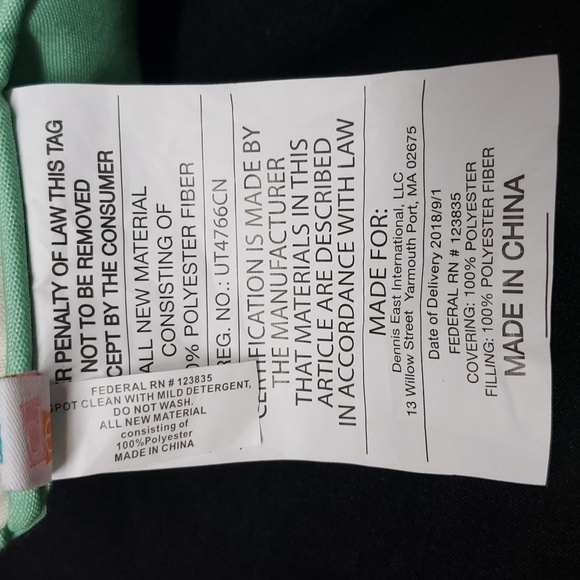 R PENALTY OF LAW THIS TAG
NOT TO BE REMOVED
CEPT BY THE CONSUMER
ALL NEW MATERIAL
CONSISTING OF
0% POLYESTER FIBER
REG. NO.: UT4766CN
CERTIFICATION IS MADE BY
THE MANUFACTURER
THAT MATERIALS IN THIS
ARTICLE ARE DESCRIBED
IN ACCORDANCE WITH LAW
MADE FOR:
Dennis East International, LLC
13 Willow Street Yarmouth Port, MA 02675
Date of Delivery 2018/9/1
FEDERAL RN # 123835
COVERING: 100% POLYESTER
FILLING: 100% POLYESTER FIBER
MADE IN CHINA
FEDERAL RN # 123835
SPOT CLEAN WITH MILD DETERGENT,
DO NOT WASH.
ALL NEW MATERIAL
consisting of
100%Polyester
MADE IN CHINA